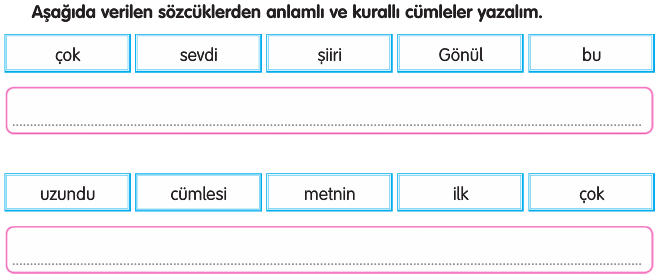 Aşağıda verilen sözcüklerden anlamlı ve kurallı cümleler yazalım.
çok sevdi şiiri Gönül bu
uzundu cümlesi metnin ilk çok